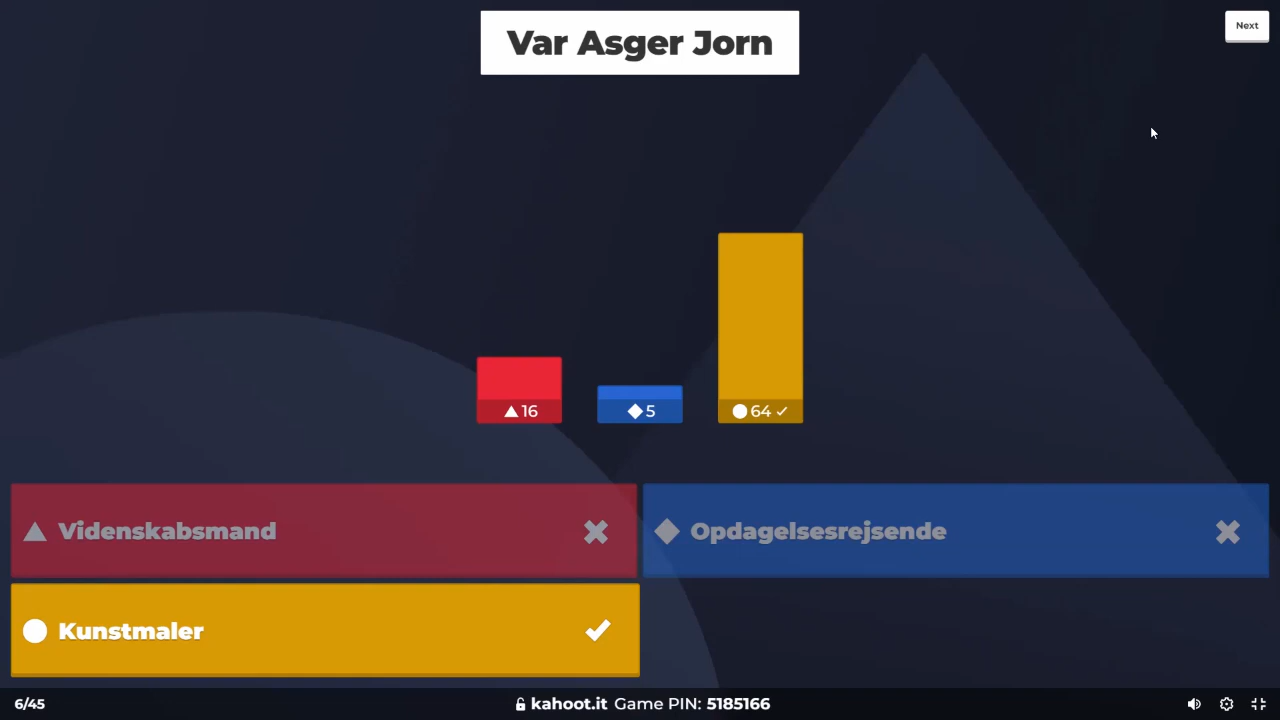 Var Asger Jorn
Next
16
5
64
Videnskabsmand
Opdagelsesrejsende
Kunstmaler
6/45
kahoot.it Game PIN: 5185166